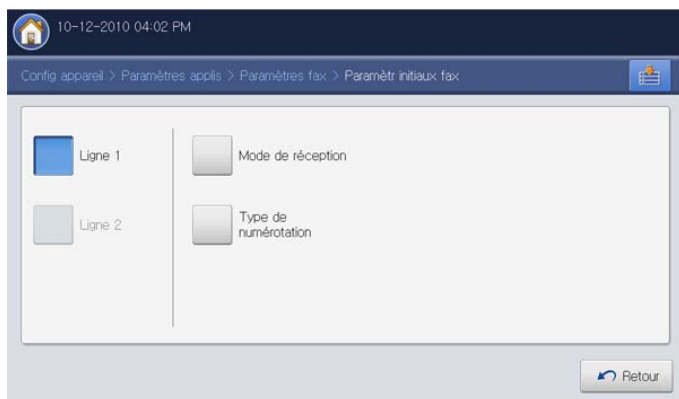 10-12-2010 04:02 PM
Config appareil > Paramètres applis > Paramètres fax > Paramètr initiaux fax
Ligne 1
Mode de réception
Ligne 2
Type de
numérotation
Retour